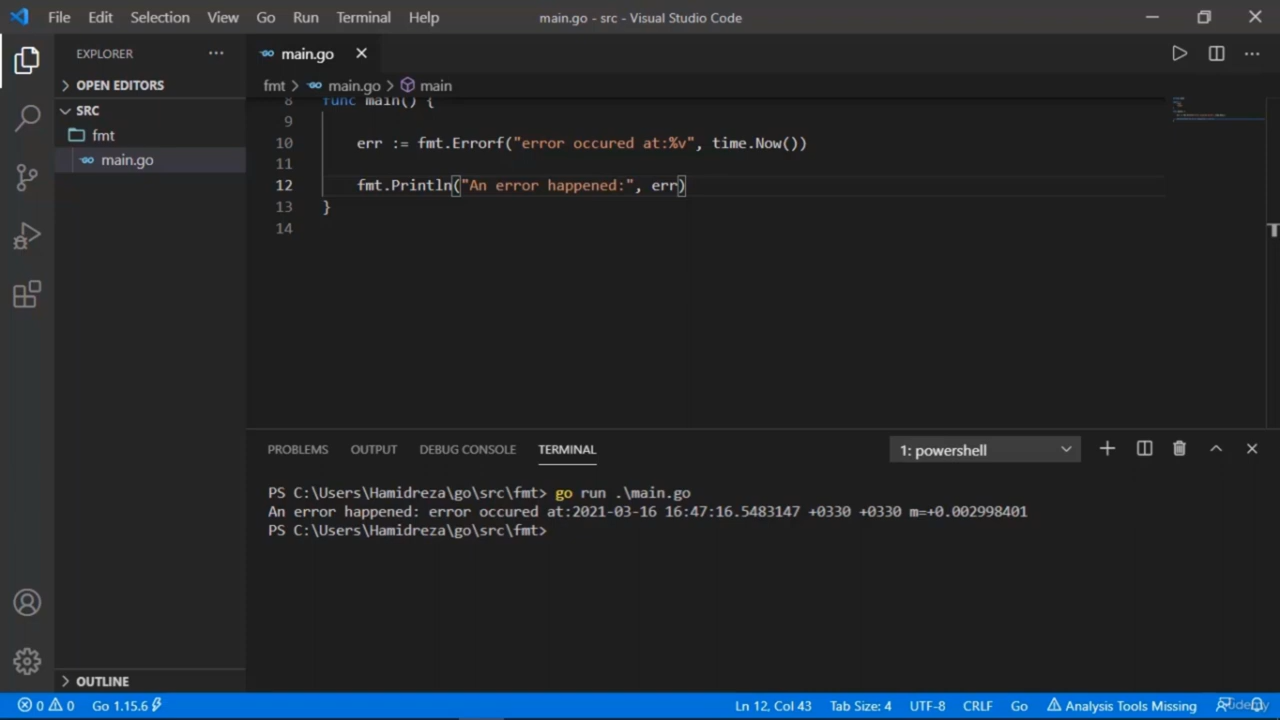 File Edit Selection View Go Run Terminal Help main.go - src - Visual Studio Code
EXPLORER ··· main.go
OPEN EDITORS fmt > main.go > main
SRC
fmt
main.go
8 func main() {
9
10 err := fmt.Errorf("error occured at:%v", time.Now())
11
12 fmt.Println("An error happened:", err)
13 }
14
PROBLEMS OUTPUT DEBUG CONSOLE TERMINAL 1: powershell
PS C:\Users\Hamidreza\go\src\fmt> go run .\main.go
An error happened: error occured at:2021-03-16 16:47:16.5483147 +0330 +0330 m=+0.002998401
PS C:\Users\Hamidreza\go\src\fmt>
OUTLINE
0 0 Go 1.15.6 Ln 12, Col 43 Tab Size: 4 UTF-8 CRLF Go Analysis Tools Missing
Udemy